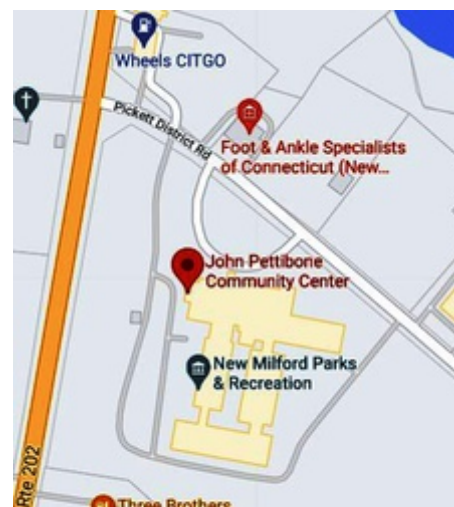 Wheels CITGO
Pickett District Rd
Foot & Ankle Specialists
of Connecticut (New...
John Pettibone
Community Center
New Milford Parks
& Recreation
Rte 202
Three Brothers